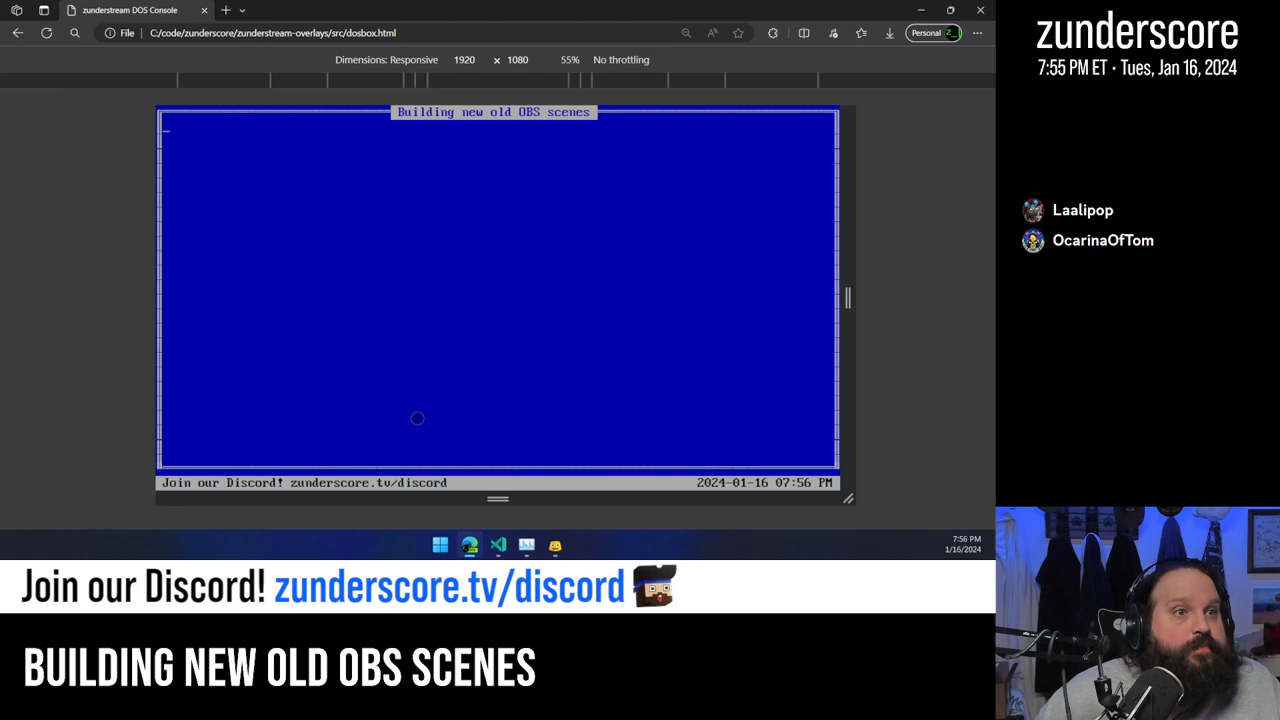 zunderstream DOS Console
File
C:/code/zunderscore/zunderstream-overlays/src/dosbox.html
Personal
Dimensions: Responsive 1920 × 1080 55% No throttling
Building new old OBS scenes
Join our Discord! zunderscore.tv/discord
2024-01-16 07:56 PM
7:56 PM
1/16/2024
zunderscore
7:55 PM ET • Tues, Jan 16, 2024
Laalipop
OcarinaOfTom
Join our Discord! zunderscore.tv/discord
BUILDING NEW OLD OBS SCENES